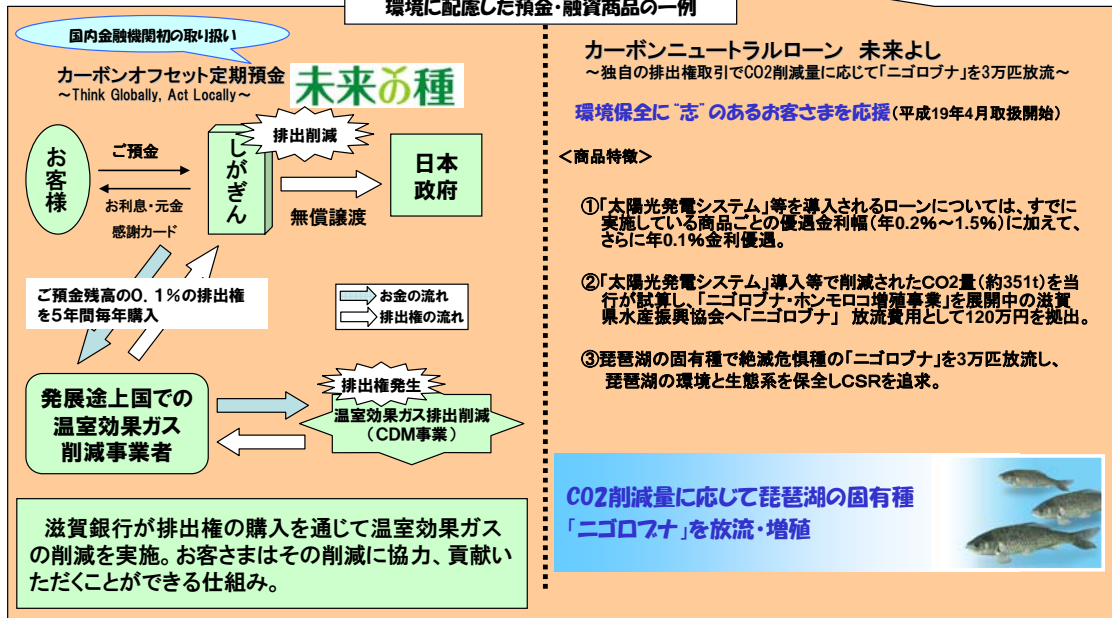 環境に配慮した預金・融資商品の一例
国内金融機関初の取り扱い
カーボンオフセット定期預金
～Think Globally, Act Locally～
未来の種
お客様
ご預金
お利息・元金
感謝カード
しがぎん
排出削減
無償譲渡
日本
政府
ご預金残高の0．1％の排出権
を5年間毎年購入
お金の流れ
排出権の流れ
発展途上国での
温室効果ガス
削減事業者
排出権発生
温室効果ガス排出削減
（CDM事業）
滋賀銀行が排出権の購入を通じて温室効果ガス
の削減を実施。お客さまはその削減に協力、貢献い
ただくことができる仕組み。
カーボンニュートラルローン 未来よし
～独自の排出権取引でCO2削減量に応じて「ニゴロブナ」を3万匹放流～
環境保全に“志”のあるお客さまを応援（平成19年4月取扱開始）
＜商品特徴＞
①「太陽光発電システム」等を導入されるローンについては、すでに
実施している商品ごとの優遇金利幅（年0.2％～1.5％）に加えて、
さらに年0.1％金利優遇。
②「太陽光発電システム」導入等で削減されたCO2量（約351t）を当
行が試算し、「ニゴロブナ・ホンモロコ増殖事業」を展開中の滋賀
県水産振興協会へ「ニゴロブナ」 放流費用として120万円を拠出。
③琵琶湖の固有種で絶滅危惧種の「ニゴロブナ」を3万匹放流し、
琵琶湖の環境と生態系を保全しCSRを追求。
CO2削減量に応じて琵琶湖の固有種
「ニゴロブナ」を放流・増殖